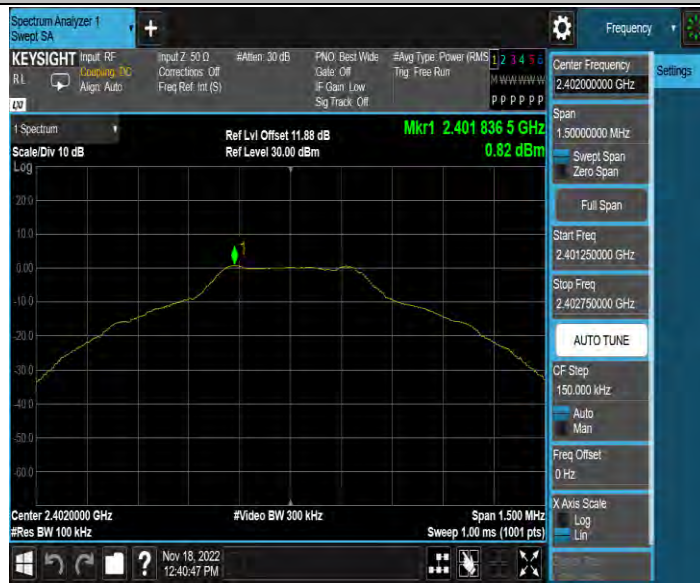 Spectrum Analyzer 1
Swept SA
+
Frequency
KEYSIGHT
RL
LXI
Input: RF
Coupling: DC
Align: Auto
Input Z: 50 Ω
Corrections: Off
Freq Ref: Int (S)
#Atten: 30 dB
PNO: Best Wide
Gate: Off
IF Gain: Low
Sig Track: Off
#Avg Type: Power (RMS
Trig: Free Run
1 2 3 4 5 6
M W W W W W
P P P P P P
1 Spectrum
Scale/Div 10 dB
Ref Lvl Offset 11.88 dB
Ref Level 30.00 dBm
Mkr1 2.401 836 5 GHz
0.82 dBm
Log
20.0
10.0
0.00
-10.0
-20.0
-30.0
-40.0
-50.0
-60.0
1
Center 2.4020000 GHz
#Res BW 100 kHz
#Video BW 300 kHz
Span 1.500 MHz
Sweep 1.00 ms (1001 pts)
?
Nov 18, 2022
12:40:47 PM
Center Frequency
2.402000000 GHz
Settings
Span
1.50000000 MHz
Swept Span
Zero Span
Full Span
Start Freq
2.401250000 GHz
Stop Freq
2.402750000 GHz
AUTO TUNE
CF Step
150.000 kHz
Auto
Man
Freq Offset
0 Hz
X Axis Scale
Log
Lin